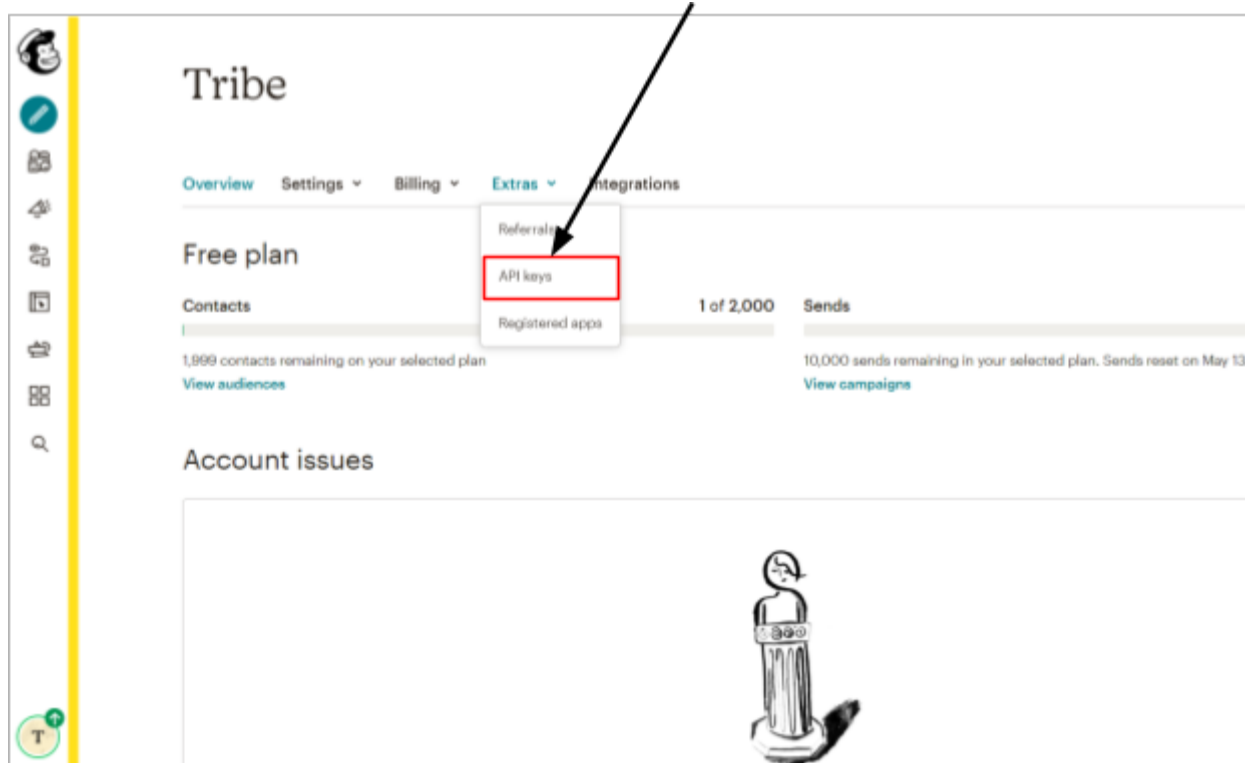 Tribe
Overview Settings Billing Extras Integrations
Referrals
API keys
Registered apps
Free plan
Contacts 1 of 2,000
1,999 contacts remaining on your selected plan
View audiences
Sends
10,000 sends remaining in your selected plan. Sends reset on May 13
View campaigns
Account issues
T